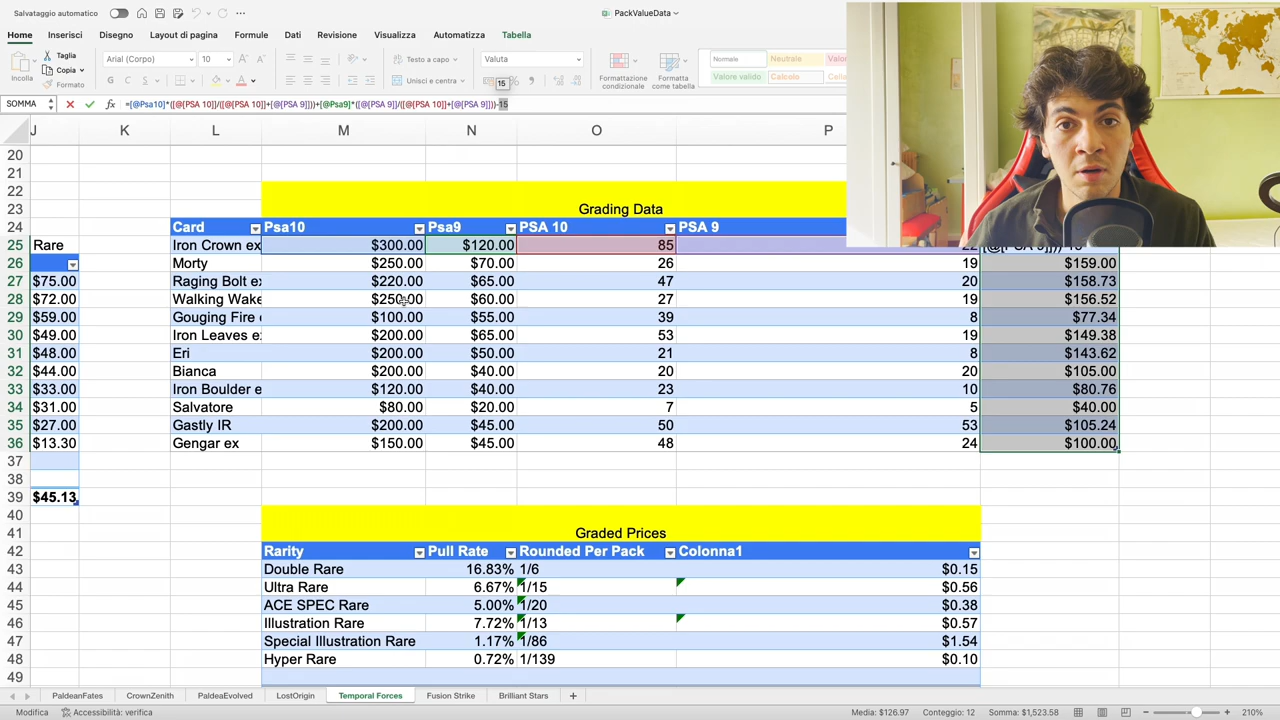 Salvataggio automatico
PackValueData
Home Inserisci Disegno Layout di pagina Formule Dati Revisione Visualizza Automatizza Tabella
Taglia
Copia
Formato
Incolla
Arial (Corpo) 10
Testo a capo
Unisci e centra
Valuta
15
Formattazione condizionale
Formatta come tabella
Normale Neutrale
Valore valido Calcolo
SOMMA =[@Psa10]*([@[PSA 10]]/([@[PSA 10]]+[@[PSA 9]]))+[@Psa9]*([@[PSA 9]]/([@[PSA 10]]+[@[PSA 9]]))-15
J K L M N O P
20
21
22
23 Grading Data
24 Card Psa10 Psa9 PSA 10 PSA 9
25 Rare Iron Crown ex $300.00 $120.00 85
26 Morty $250.00 $70.00 26 19 $159.00
27 $75.00 Raging Bolt ex $220.00 $65.00 47 20 $158.73
28 $72.00 Walking Wake $250.00 $60.00 27 19 $156.52
29 $59.00 Gouging Fire $100.00 $55.00 39 8 $77.34
30 $49.00 Iron Leaves ex $200.00 $65.00 53 19 $149.38
31 $48.00 Eri $200.00 $50.00 21 8 $143.62
32 $44.00 Bianca $200.00 $40.00 20 20 $105.00
33 $33.00 Iron Boulder e $120.00 $40.00 23 10 $80.76
34 $31.00 Salvatore $80.00 $20.00 7 5 $40.00
35 $27.00 Gastly IR $200.00 $45.00 50 53 $105.24
36 $13.30 Gengar ex $150.00 $45.00 48 24 $100.00
37
38
39 $45.13
40
41 Graded Prices
42 Rarity Pull Rate Rounded Per Pack Colonna1
43 Double Rare 16.83% 1/6 $0.15
44 Ultra Rare 6.67% 1/15 $0.56
45 ACE SPEC Rare 5.00% 1/20 $0.38
46 Illustration Rare 7.72% 1/13 $0.57
47 Special Illustration Rare 1.17% 1/86 $1.54
48 Hyper Rare 0.72% 1/139 $0.10
49
PaldeanFates CrownZenith PaldeaEvolved LostOrigin Temporal Forces Fusion Strike Brilliant Stars +
Modifica Accessibilità: verifica Media: $126.97 Conteggio: 12 Somma: $1,523.58 210%